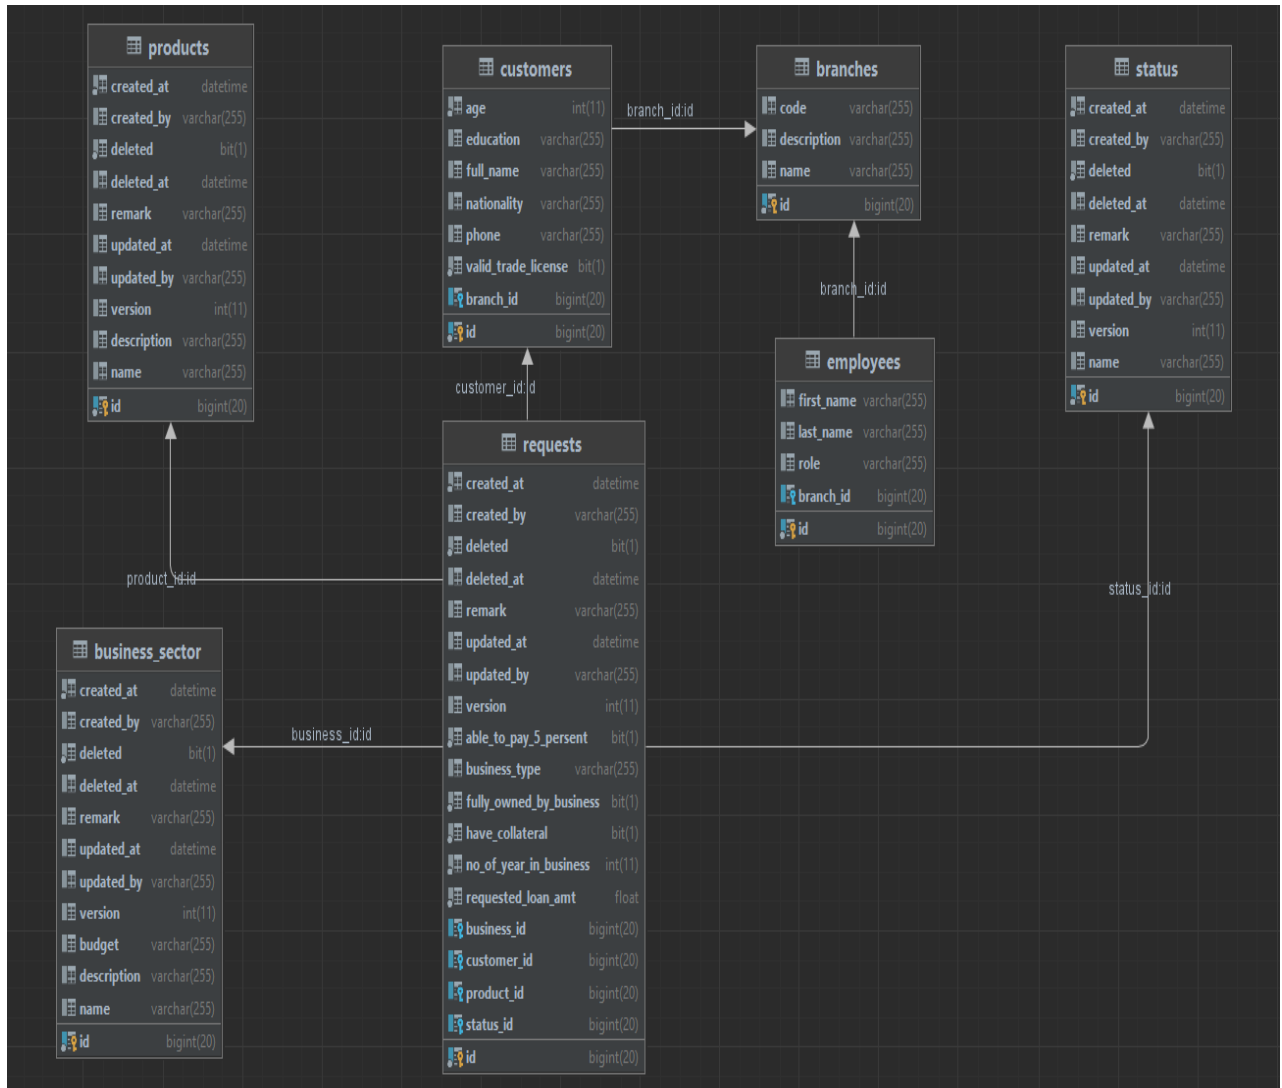 products
created_at datetime
created_by varchar(255)
deleted bit(1)
deleted_at datetime
remark varchar(255)
updated_at datetime
updated_by varchar(255)
version int(11)
description varchar(255)
name varchar(255)
id bigint(20)
customers
age int(11)
education varchar(255)
full_name varchar(255)
nationality varchar(255)
phone varchar(255)
valid_trade_license bit(1)
branch_id bigint(20)
id bigint(20)
branch_id:id
branches
code varchar(255)
description varchar(255)
name varchar(255)
id bigint(20)
status
created_at datetime
created_by varchar(255)
deleted bit(1)
deleted_at datetime
remark varchar(255)
updated_at datetime
updated_by varchar(255)
version int(11)
name varchar(255)
id bigint(20)
branch_id:id
employees
first_name varchar(255)
last_name varchar(255)
role varchar(255)
branch_id bigint(20)
id bigint(20)
customer_id:id
requests
created_at datetime
created_by varchar(255)
deleted bit(1)
deleted_at datetime
remark varchar(255)
updated_at datetime
updated_by varchar(255)
version int(11)
able_to_pay_5_persent bit(1)
business_type varchar(255)
fully_owned_by_business bit(1)
have_collateral bit(1)
no_of_year_in_business int(11)
requested_loan_amt float
business_id bigint(20)
customer_id bigint(20)
product_id bigint(20)
status_id bigint(20)
id bigint(20)
product_id:id
status_id:id
business_id:id
business_sector
created_at datetime
created_by varchar(255)
deleted bit(1)
deleted_at datetime
remark varchar(255)
updated_at datetime
updated_by varchar(255)
version int(11)
budget varchar(255)
description varchar(255)
name varchar(255)
id bigint(20)